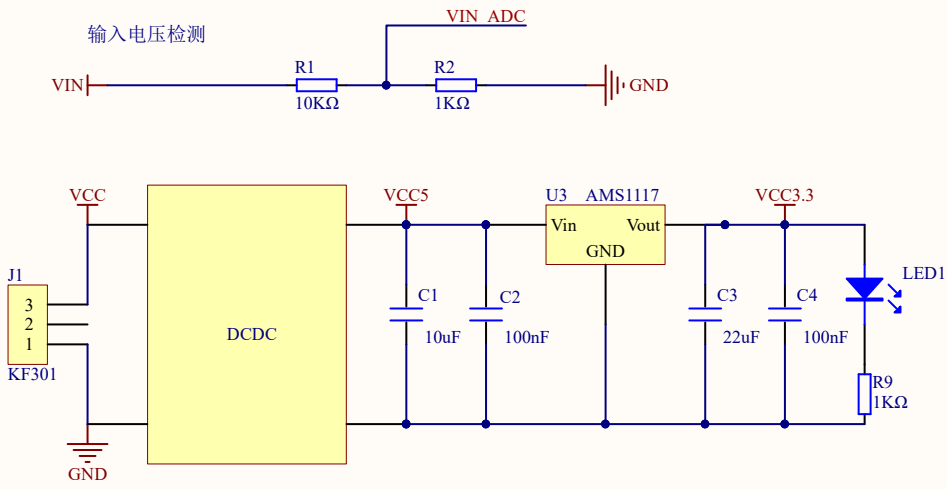 VIN ADC
输入电压检测
R1
R2
VIN
GND
10KΩ
1KΩ
VCC
VCC5
U3 AMS1117
VCC3.3
Vin Vout
GND
J1
LED1
3
2
1
KF301
DCDC
C1
10uF
C2
100nF
C3
22uF
C4
100nF
R9
1KΩ
GND